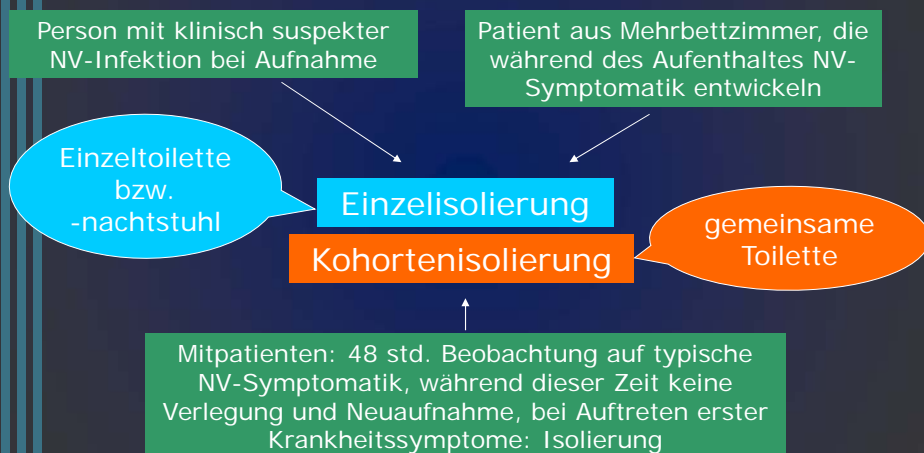 Person mit klinisch suspekter
NV-Infektion bei Aufnahme
Patient aus Mehrbettzimmer, die
während des Aufenthaltes NV-
Symptomatik entwickeln
Einzeltoilette
bzw.
-nachtstuhl
Einzelisolierung
Kohortenisolierung
gemeinsame
Toilette
Mitpatienten: 48 std. Beobachtung auf typische
NV-Symptomatik, während dieser Zeit keine
Verlegung und Neuaufnahme, bei Auftreten erster
Krankheitssymptome: Isolierung